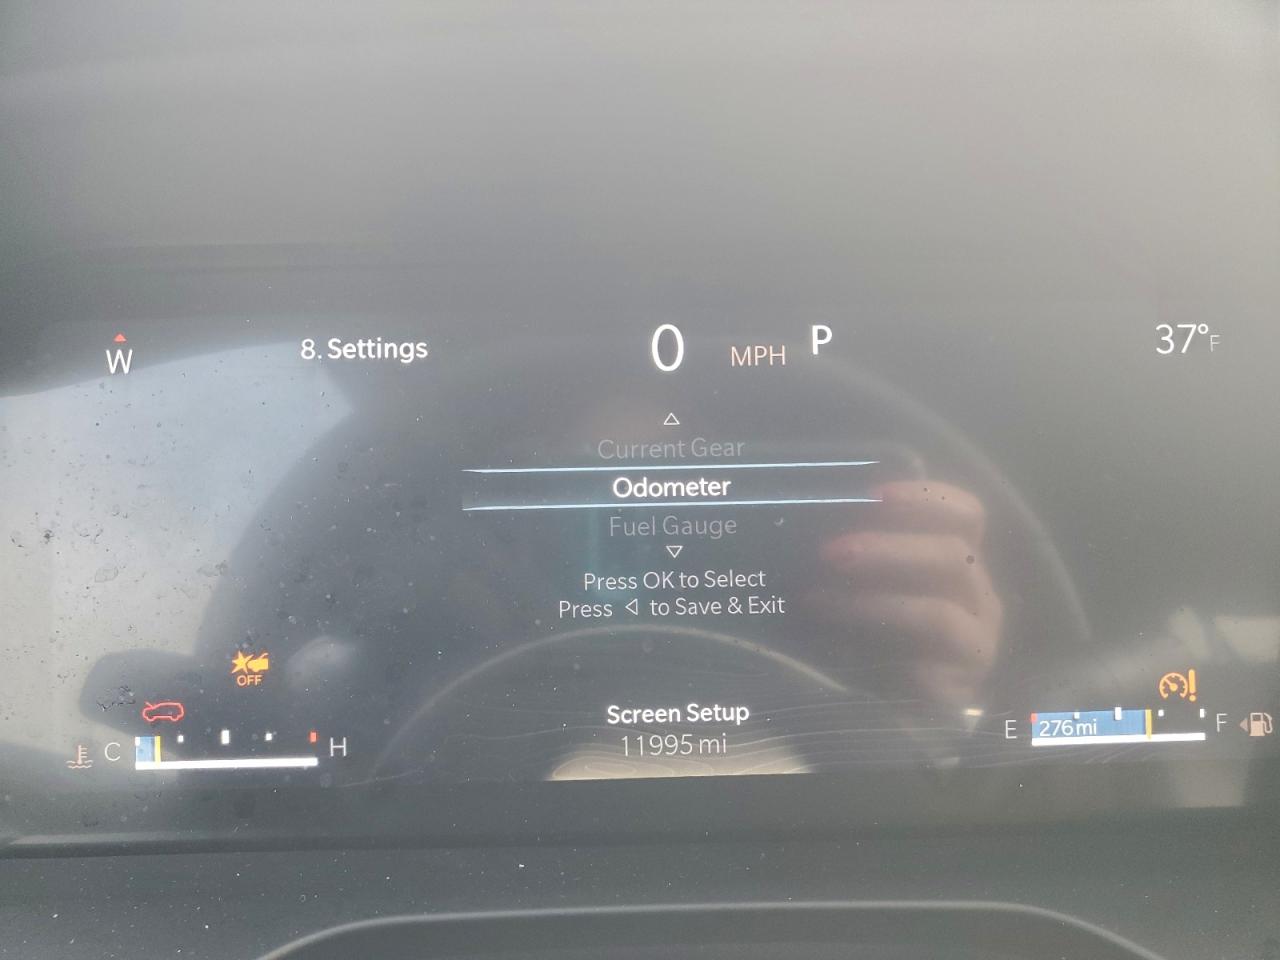 W
8. Settings
0 MPH P
37°F
Current Gear
Odometer
Fuel Gauge
Press OK to Select
Press ◁ to Save & Exit
OFF
C H
Screen Setup
11995 mi
E 276 mi F